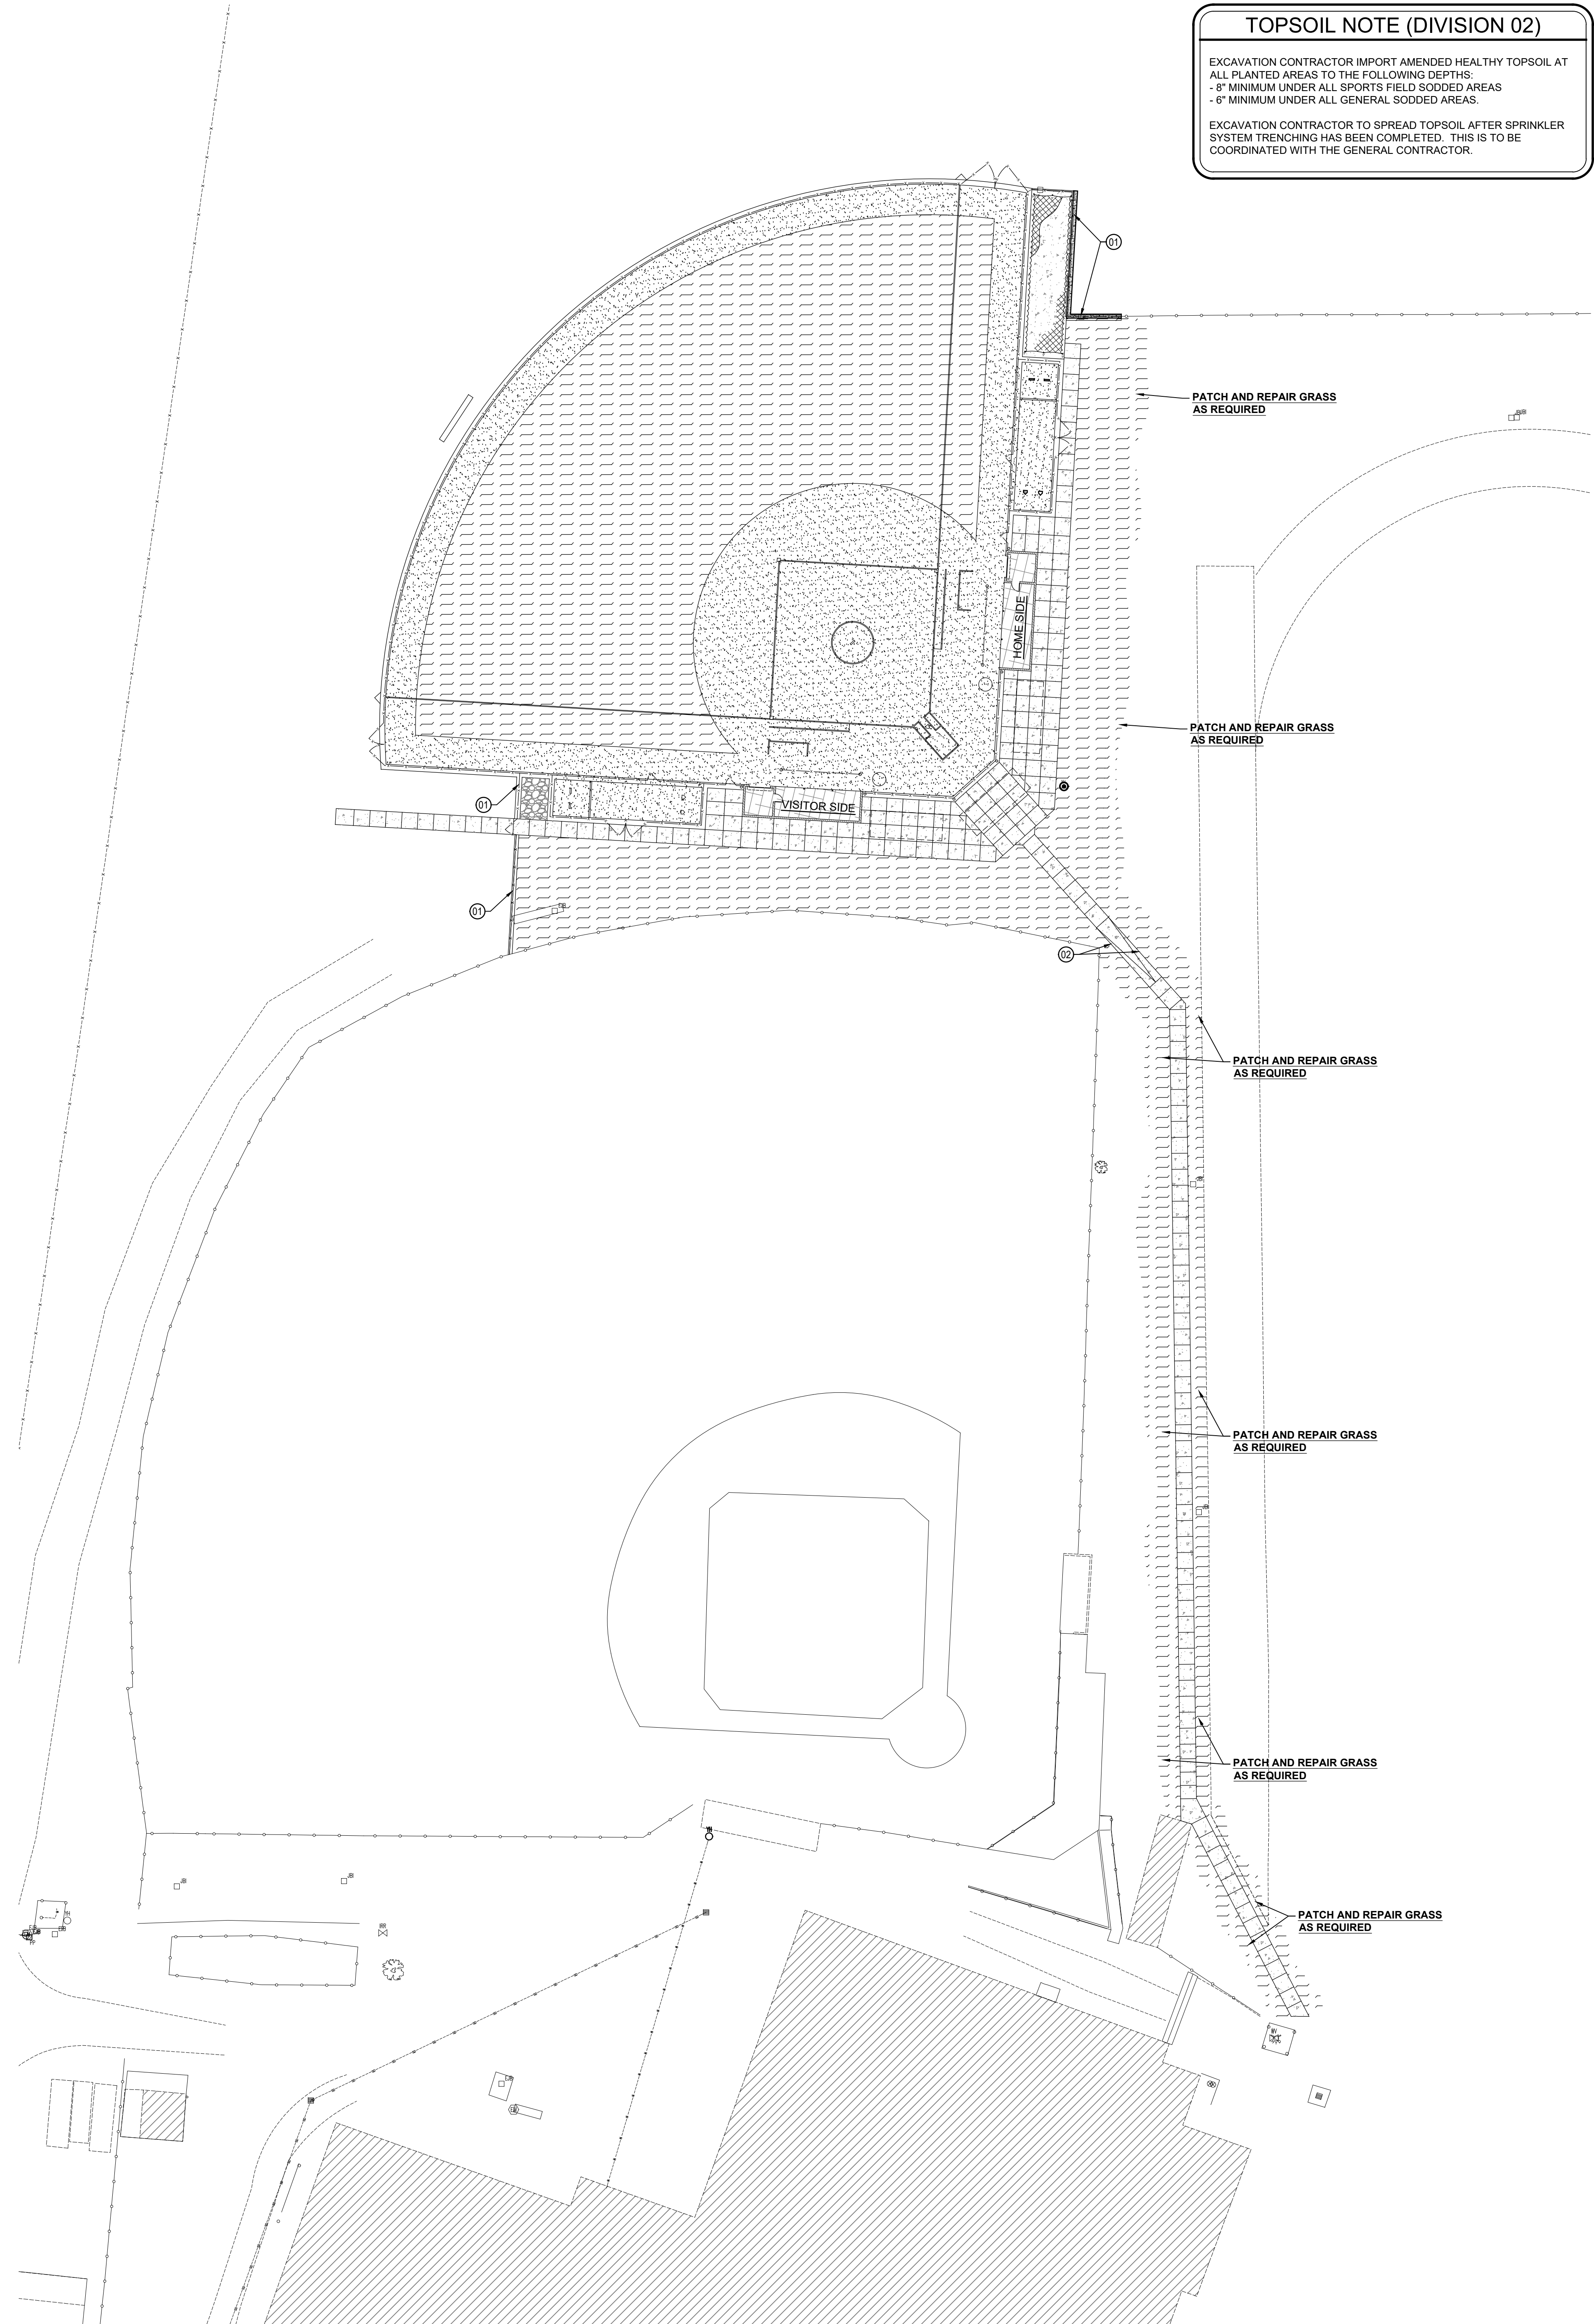 TOPSOIL NOTE (DIVISION 02)
EXCAVATION CONTRACTOR IMPORT AMENDED HEALTHY TOPSOIL AT
ALL PLANTED AREAS TO THE FOLLOWING DEPTHS:
- 8" MINIMUM UNDER ALL SPORTS FIELD SODDED AREAS
- 6" MINIMUM UNDER ALL GENERAL SODDED AREAS.
EXCAVATION CONTRACTOR TO SPREAD TOPSOIL AFTER SPRINKLER
SYSTEM TRENCHING HAS BEEN COMPLETED. THIS IS TO BE
COORDINATED WITH THE GENERAL CONTRACTOR.
01
PATCH AND REPAIR GRASS
AS REQUIRED
HOME SIDE
PATCH AND REPAIR GRASS
AS REQUIRED
01
VISITOR SIDE
01
02
PATCH AND REPAIR GRASS
AS REQUIRED
PATCH AND REPAIR GRASS
AS REQUIRED
PATCH AND REPAIR GRASS
AS REQUIRED
PATCH AND REPAIR GRASS
AS REQUIRED